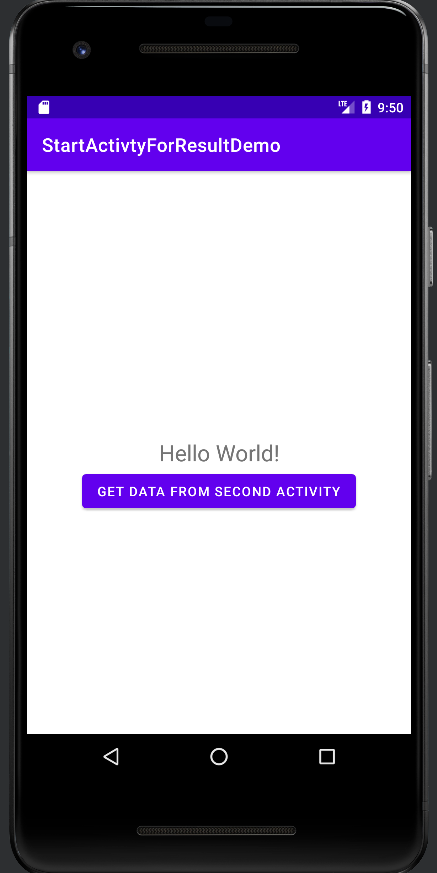 LTE 9:50
StartActivtyForResultDemo
Hello World!
GET DATA FROM SECOND ACTIVITY